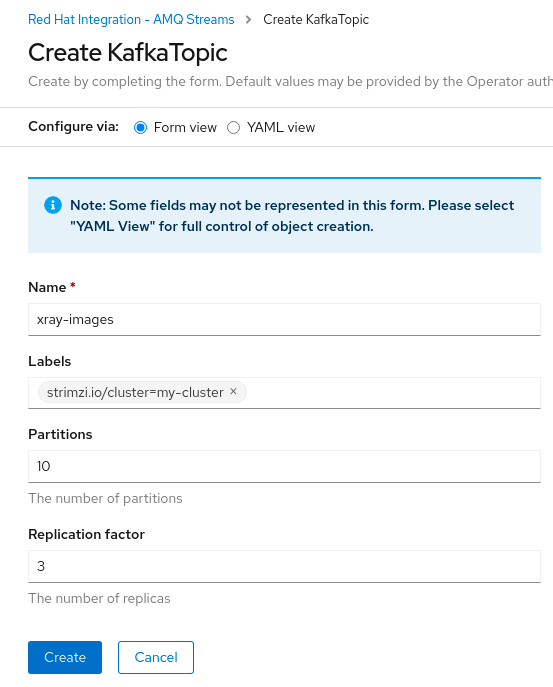 Red Hat Integration - AMQ Streams > Create KafkaTopic
Create KafkaTopic
Create by completing the form. Default values may be provided by the Operator auth
Configure via: Form view YAML view
Note: Some fields may not be represented in this form. Please select
"YAML View" for full control of object creation.
Name *
xray-images
Labels
strimzi.io/cluster=my-cluster ×
Partitions
10
The number of partitions
Replication factor
3
The number of replicas
Create Cancel